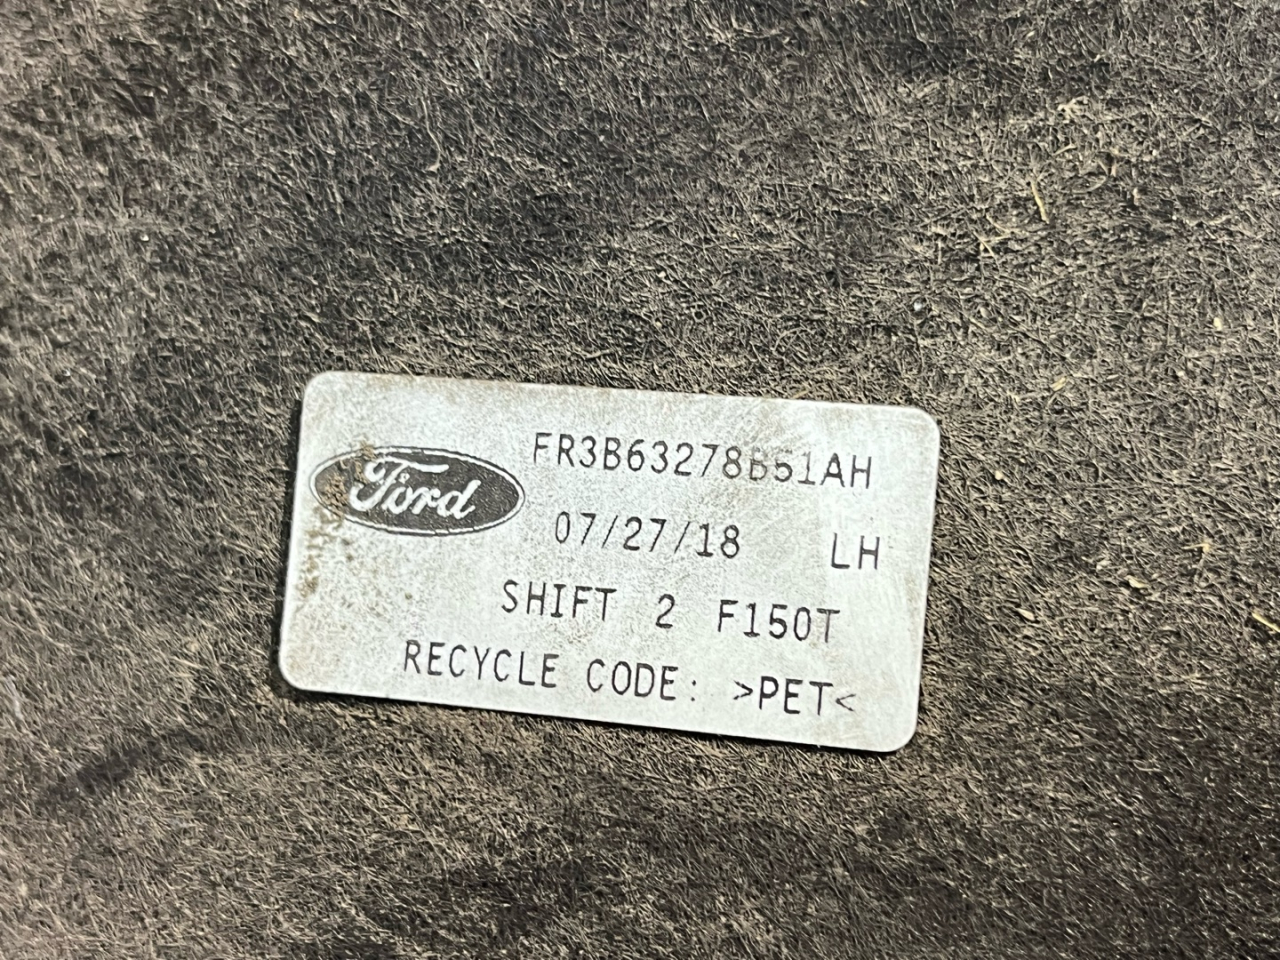 Ford
FR3B63278B51AH
07/27/18 LH
SHIFT 2 F150T
RECYCLE CODE: >PET<